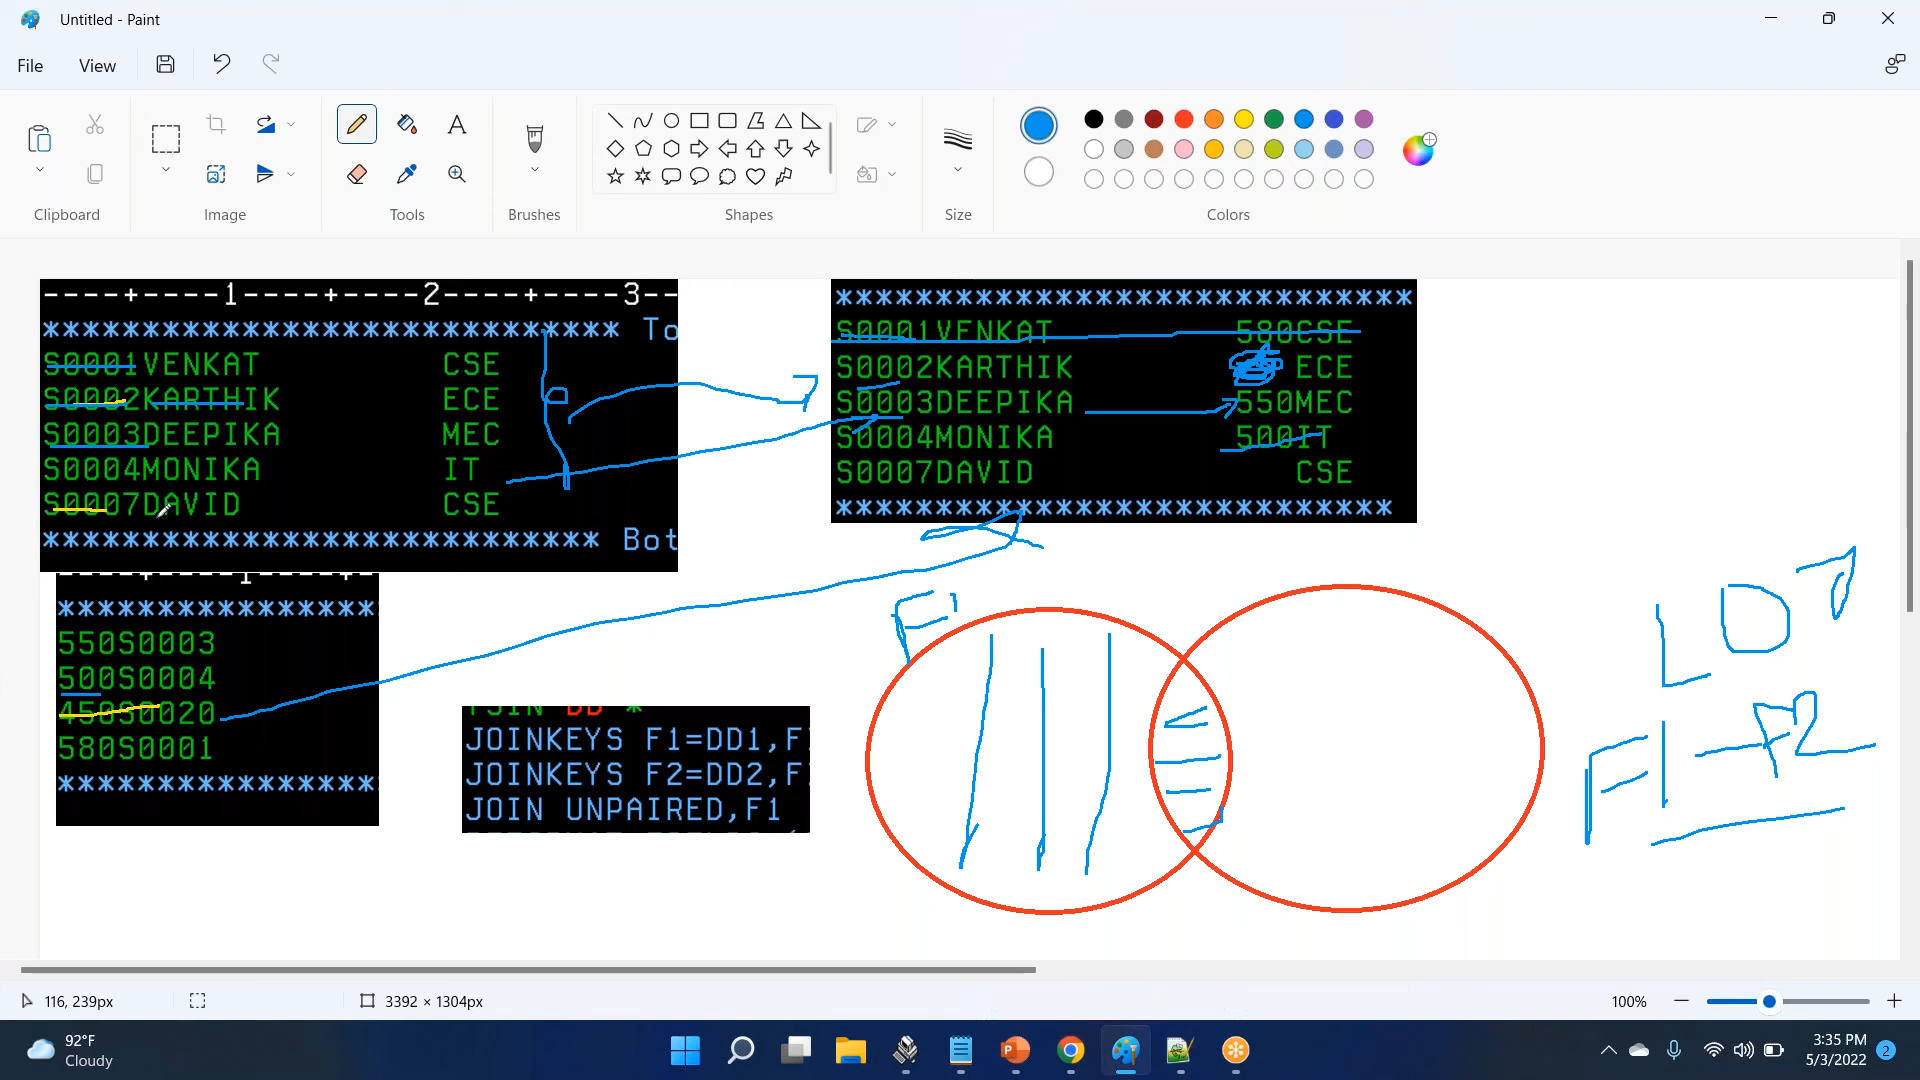 Untitled - Paint
File View
Clipboard
Image
Tools
Brushes
Shapes
Size
Colors
----+----1----+----2----+----3--
***************************** To
S0001VENKAT CSE
S0002KARTHIK ECE
S0003DEEPIKA MEC
S0004MONIKA IT
S0007DAVID CSE
**************************** Bot
*****************************
S0001VENKAT 580CSE
S0002KARTHIK ECE
S0003DEEPIKA 550MEC
S0004MONIKA 500IT
S0007DAVID CSE
****************************
----+----1----+-
****************
550S0003
500S0004
450S0020
580S0001
****************
JOINKEYS F1=DD1,F
JOINKEYS F2=DD2,F
JOIN UNPAIRED,F1
F1
F1 F2
116, 239px
3392 × 1304px
100%
92°F
Cloudy
3:35 PM
5/3/2022
2